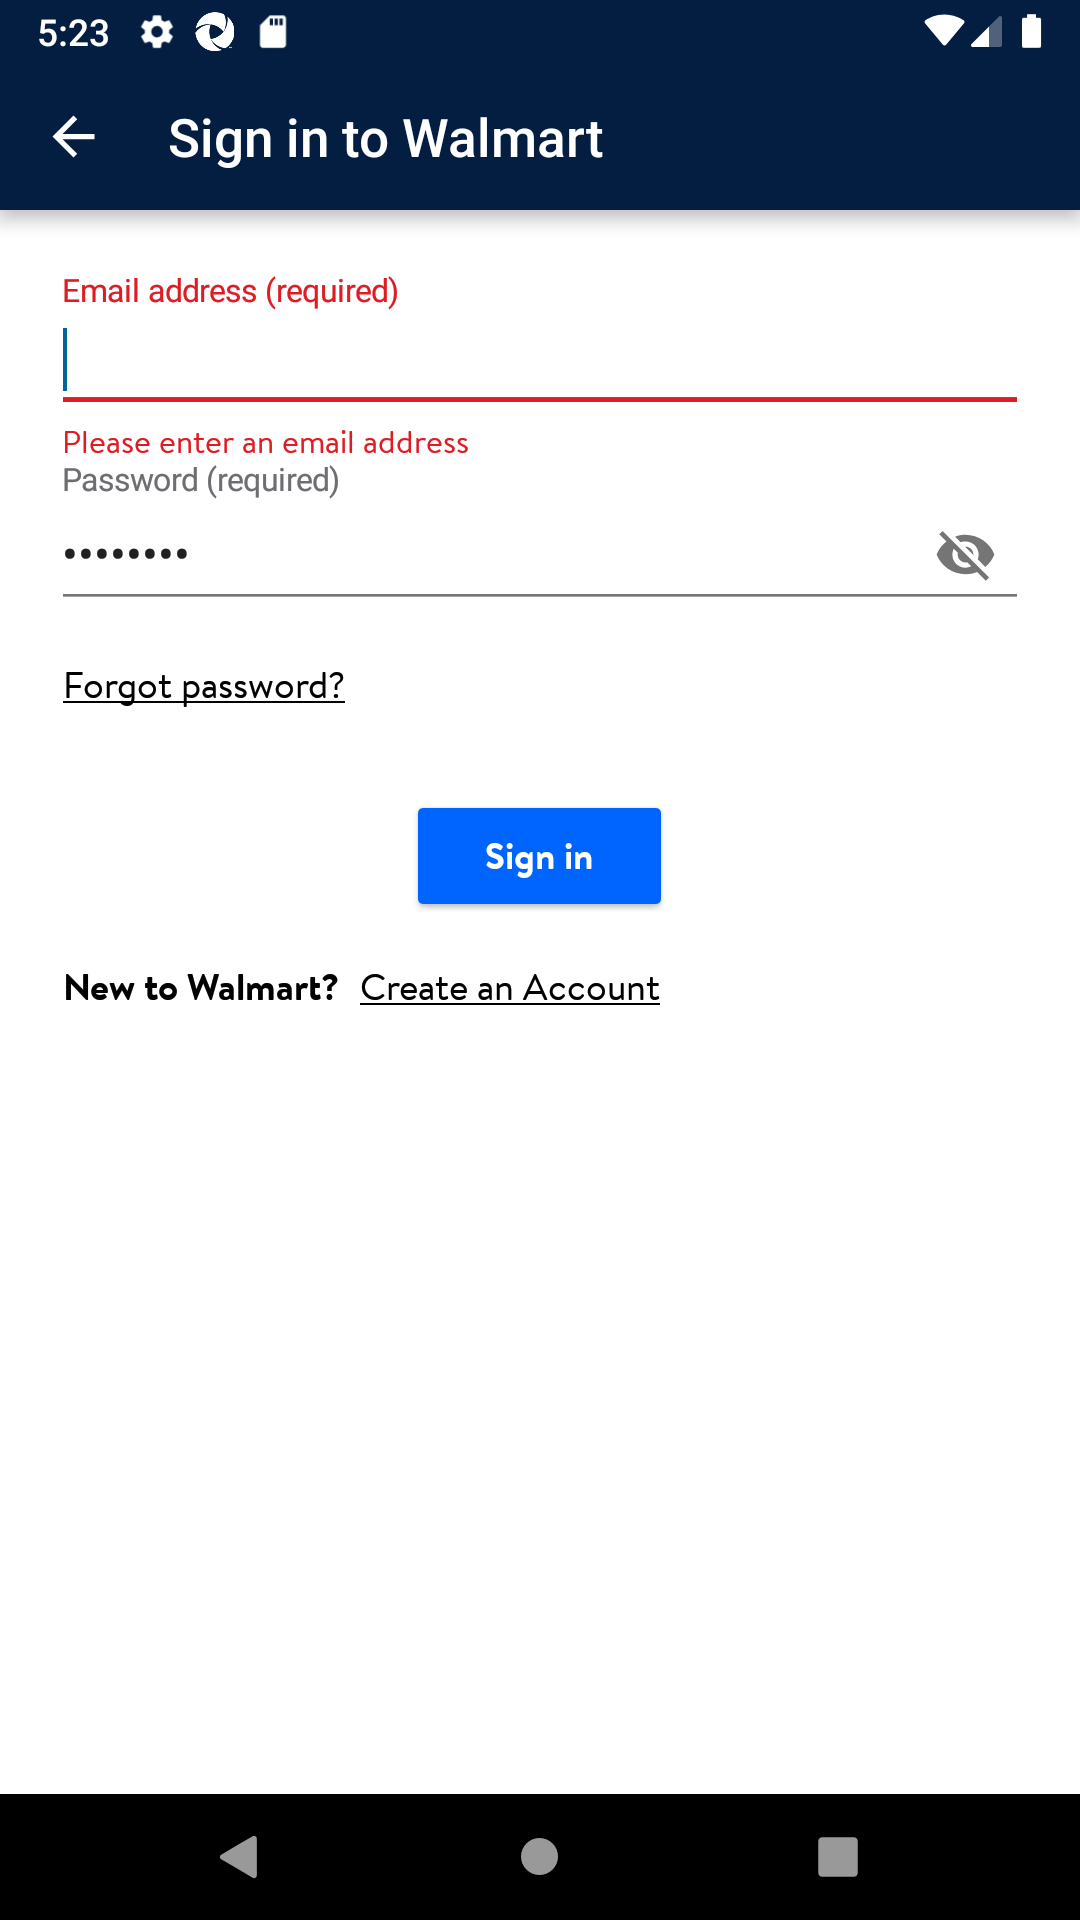 5:23
Sign in to Walmart
Email address (required)
Please enter an email address
Password (required)
••••••••
Forgot password?
Sign in
New to Walmart? Create an Account